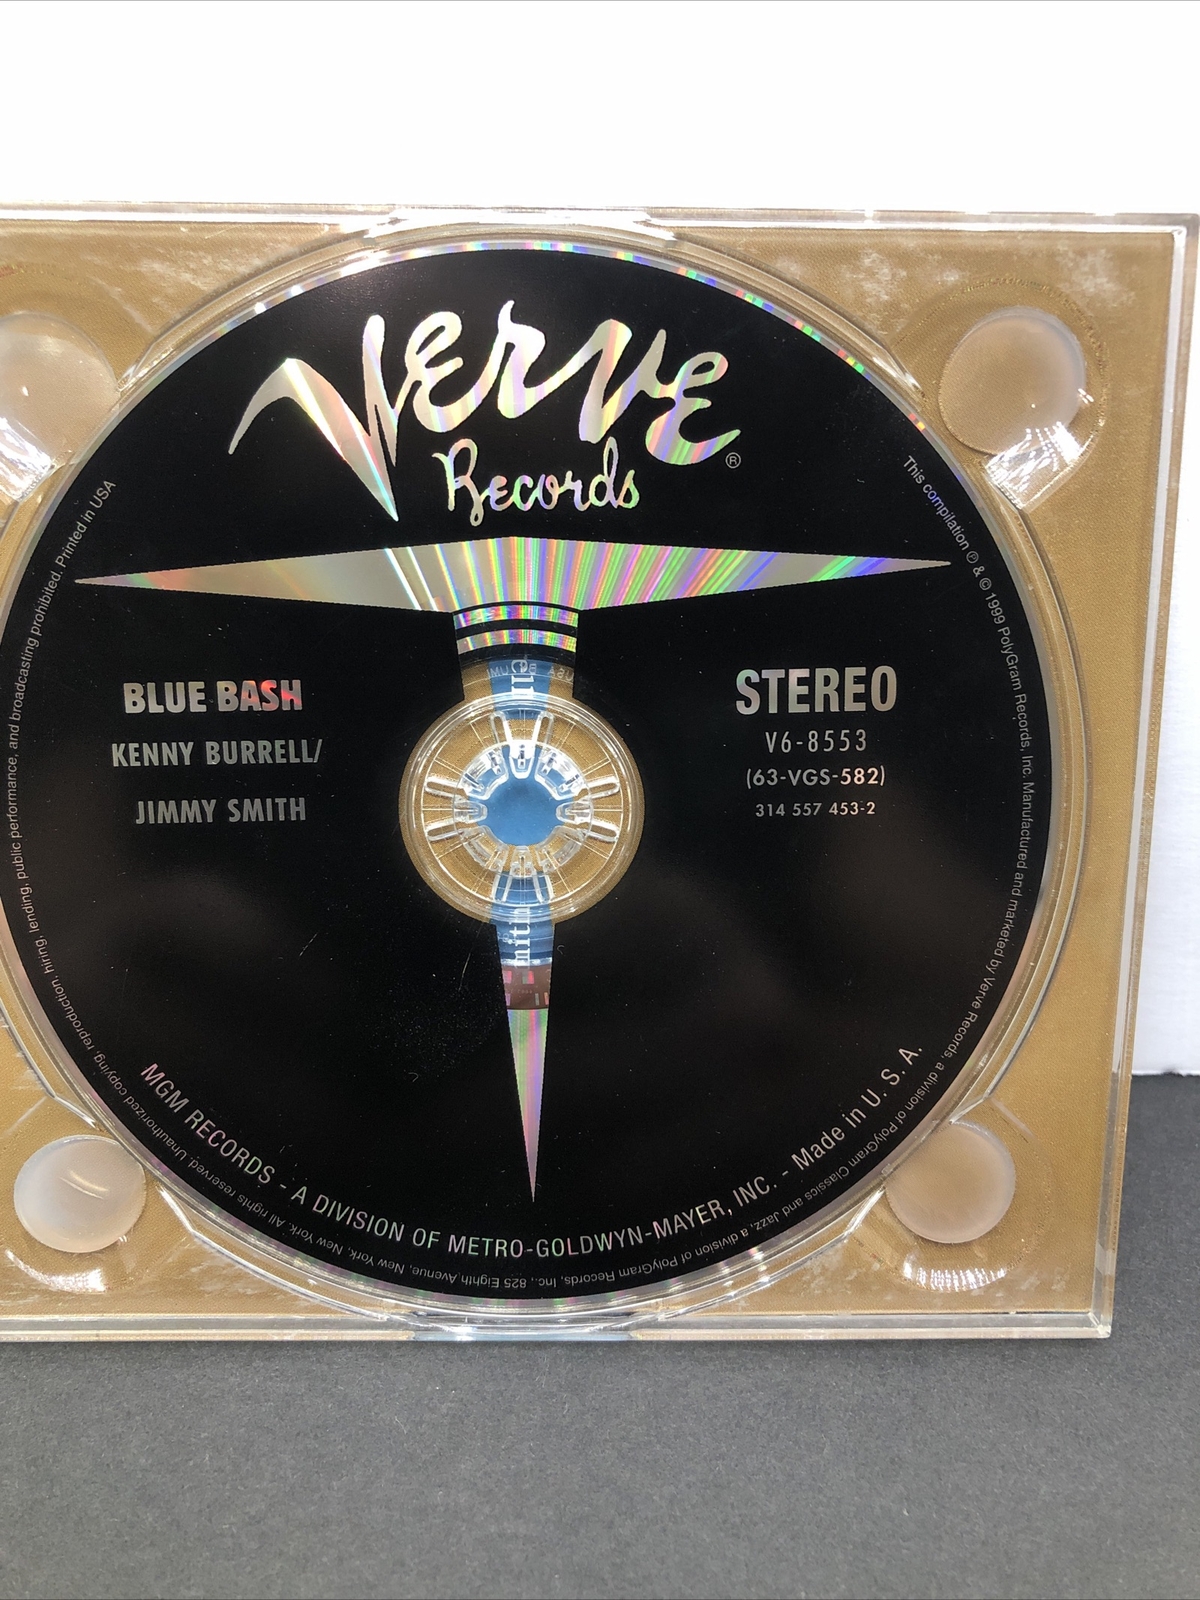 Verve
Records®
BLUE BASH
KENNY BURRELL/
JIMMY SMITH
STEREO
V6-8553
(63-VGS-582)
314 557 453-2
MGM RECORDS - A DIVISION OF METRO-GOLDWYN-MAYER, INC. - Made in U. S. A.
This compilation ℗ & © 1999 PolyGram Records, Inc. Manufactured and marketed by Verve Records, a division of PolyGram Classics and Jazz, a division of PolyGram Records, Inc., 825 Eighth Avenue, New York, New York. All rights reserved. Unauthorized copying, reproduction, hiring, lending, public performance, and broadcasting prohibited. Printed in USA